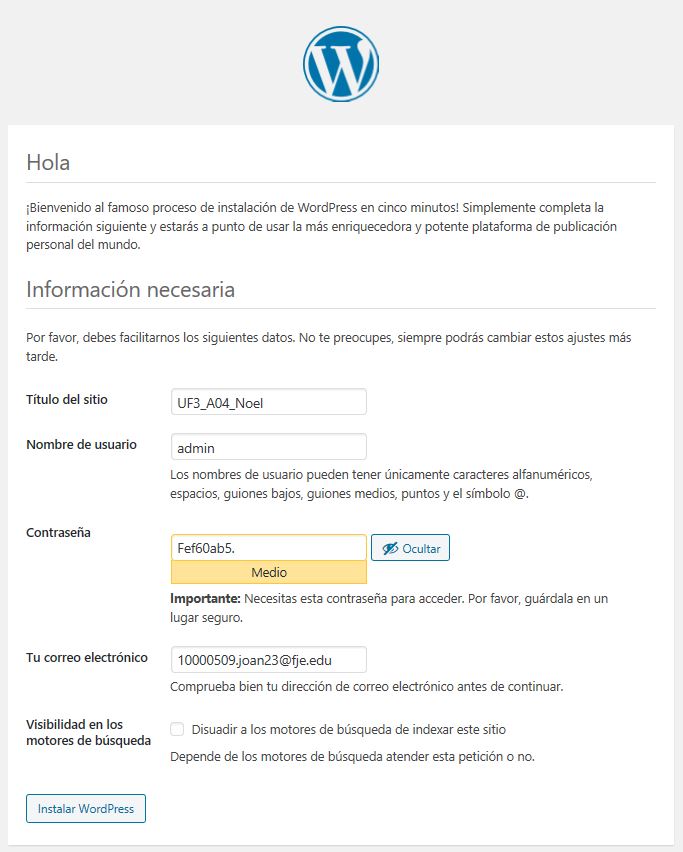 Hola
¡Bienvenido al famoso proceso de instalación de WordPress en cinco minutos! Simplemente completa la
información siguiente y estarás a punto de usar la más enriquecedora y potente plataforma de publicación
personal del mundo.
Información necesaria
Por favor, debes facilitarnos los siguientes datos. No te preocupes, siempre podrás cambiar estos ajustes más
tarde.
Título del sitio
UF3_A04_Noel
Nombre de usuario
admin
Los nombres de usuario pueden tener únicamente caracteres alfanuméricos,
espacios, guiones bajos, guiones medios, puntos y el símbolo @.
Contraseña
Fef60ab5.
Ocultar
Medio
Importante: Necesitas esta contraseña para acceder. Por favor, guárdala en un
lugar seguro.
Tu correo electrónico
10000509.joan23@fje.edu
Comprueba bien tu dirección de correo electrónico antes de continuar.
Visibilidad en los
motores de búsqueda
Disuadir a los motores de búsqueda de indexar este sitio
Depende de los motores de búsqueda atender esta petición o no.
Instalar WordPress